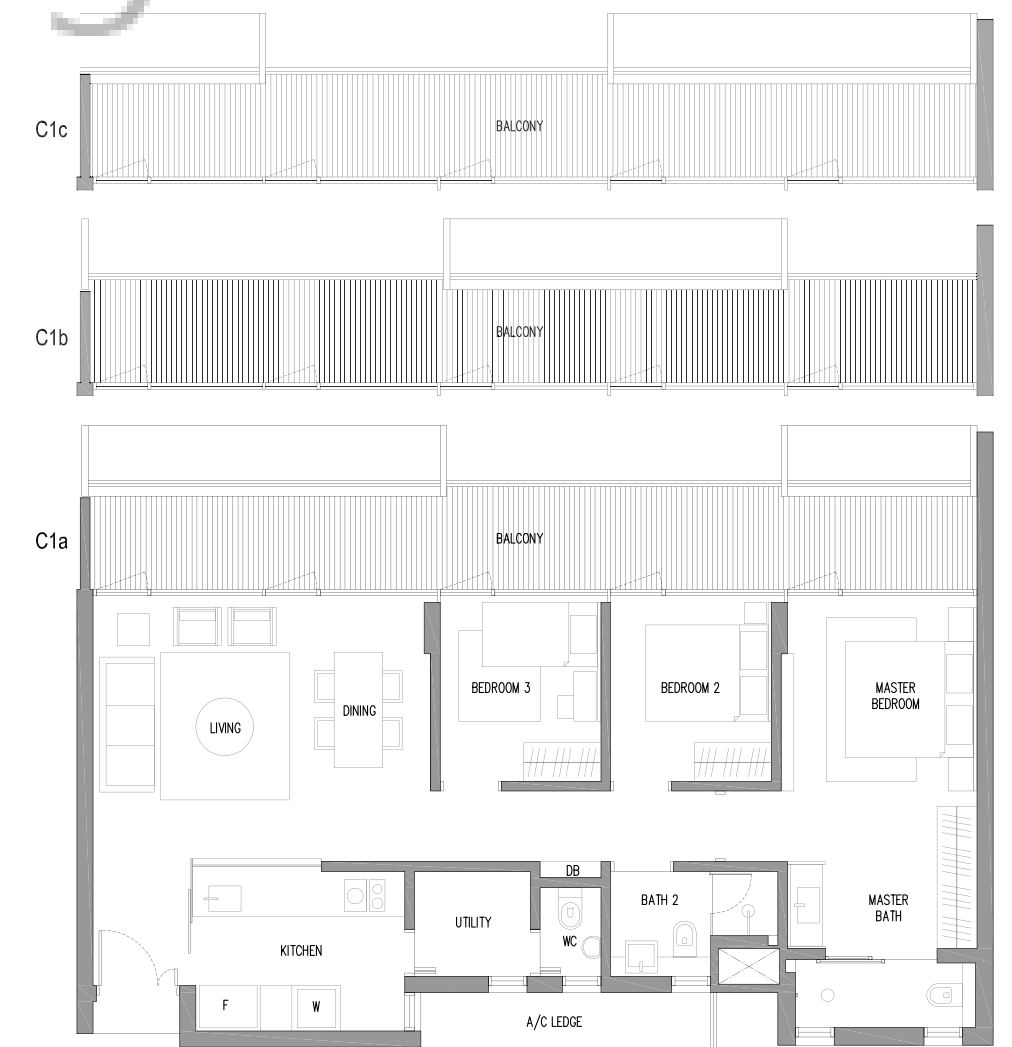 C1c
BALCONY
C1b
BALCONY
C1a
BALCONY
BEDROOM 3
BEDROOM 2
MASTER
BEDROOM
LIVING
DINING
DB
UTILITY
BATH 2
MASTER
BATH
WC
KITCHEN
F
W
A/C LEDGE